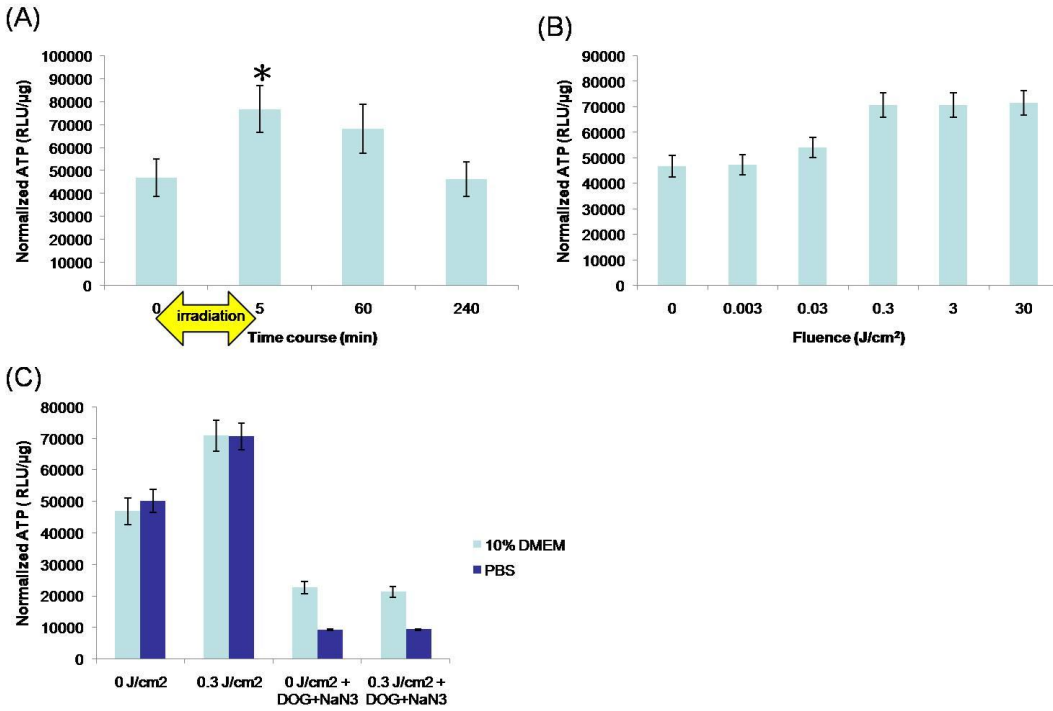 (A)
Normalized ATP (RLU/µg)
100000
90000
80000
70000
60000
50000
40000
30000
20000
10000
0
*
0 5 60 240
irradiation
Time course (min)
(B)
Normalized ATP (RLU/µg)
90000
80000
70000
60000
50000
40000
30000
20000
10000
0
0 0.003 0.03 0.3 3 30
Fluence (J/cm²)
(C)
Normalized ATP ( RLU/µg)
80000
70000
60000
50000
40000
30000
20000
10000
0
0 J/cm2 0.3 J/cm2 0 J/cm2 + 0.3 J/cm2 +
DOG+NaN3 DOG+NaN3
10% DMEM
PBS